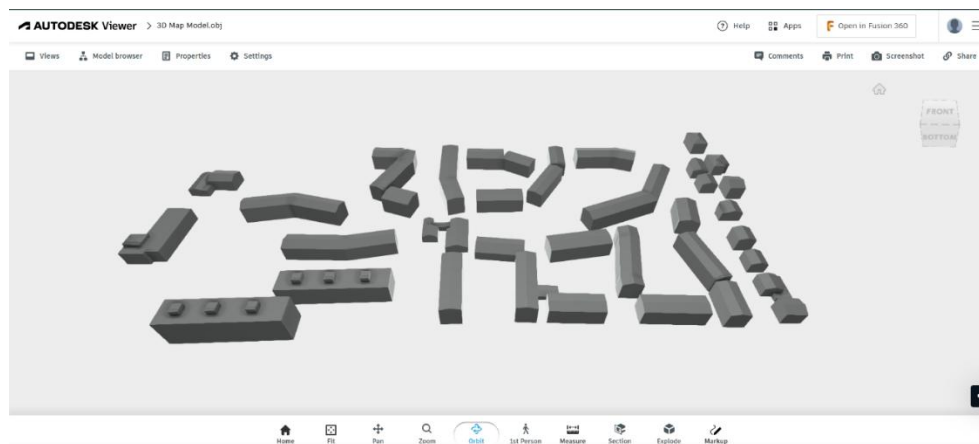 AUTODESK Viewer > 3D Map Model.obj Help Apps Open in Fusion 360
Views Model browser Properties Settings Comments Print Screenshot Share
FRONT
BOTTOM
Home Fit Pan Zoom Orbit 1st Person Measure Section Explode Markup